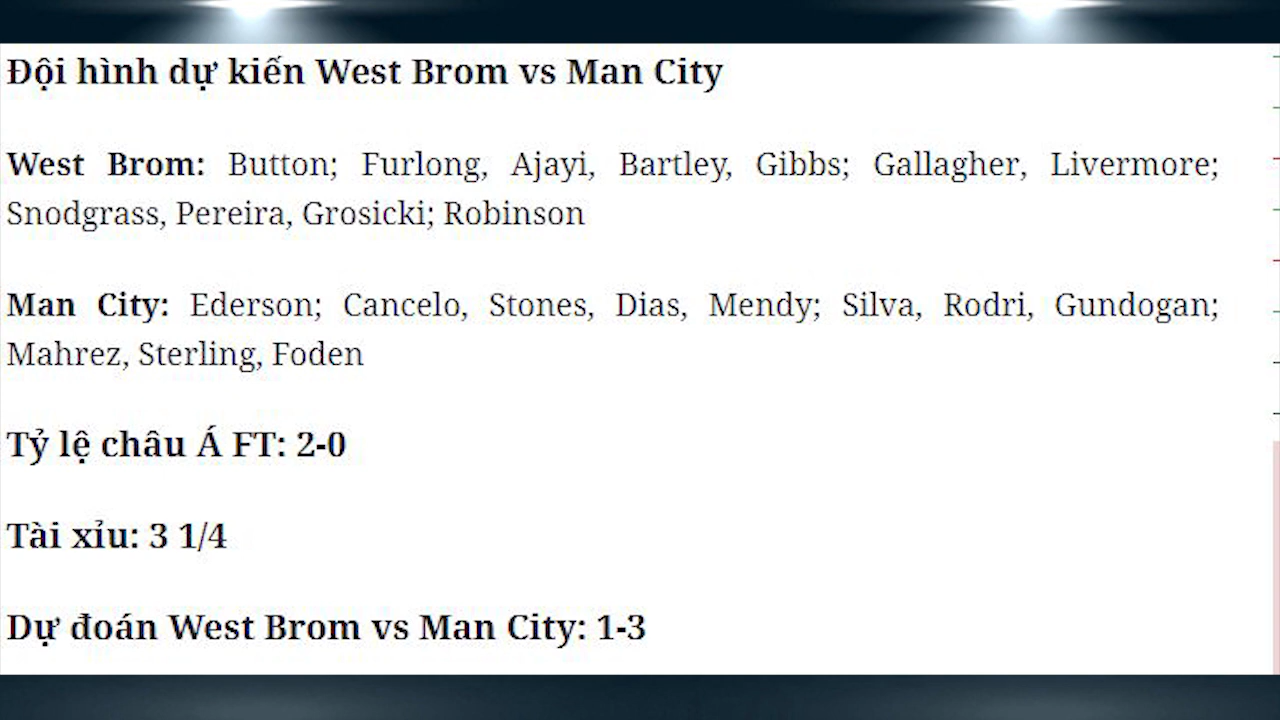 Đội hình dự kiến West Brom vs Man City
West Brom: Button; Furlong, Ajayi, Bartley, Gibbs; Gallagher, Livermore;
Snodgrass, Pereira, Grosicki; Robinson
Man City: Ederson; Cancelo, Stones, Dias, Mendy; Silva, Rodri, Gundogan;
Mahrez, Sterling, Foden
Tỷ lệ châu Á FT: 2-0
Tài xỉu: 3 1/4
Dự đoán West Brom vs Man City: 1-3